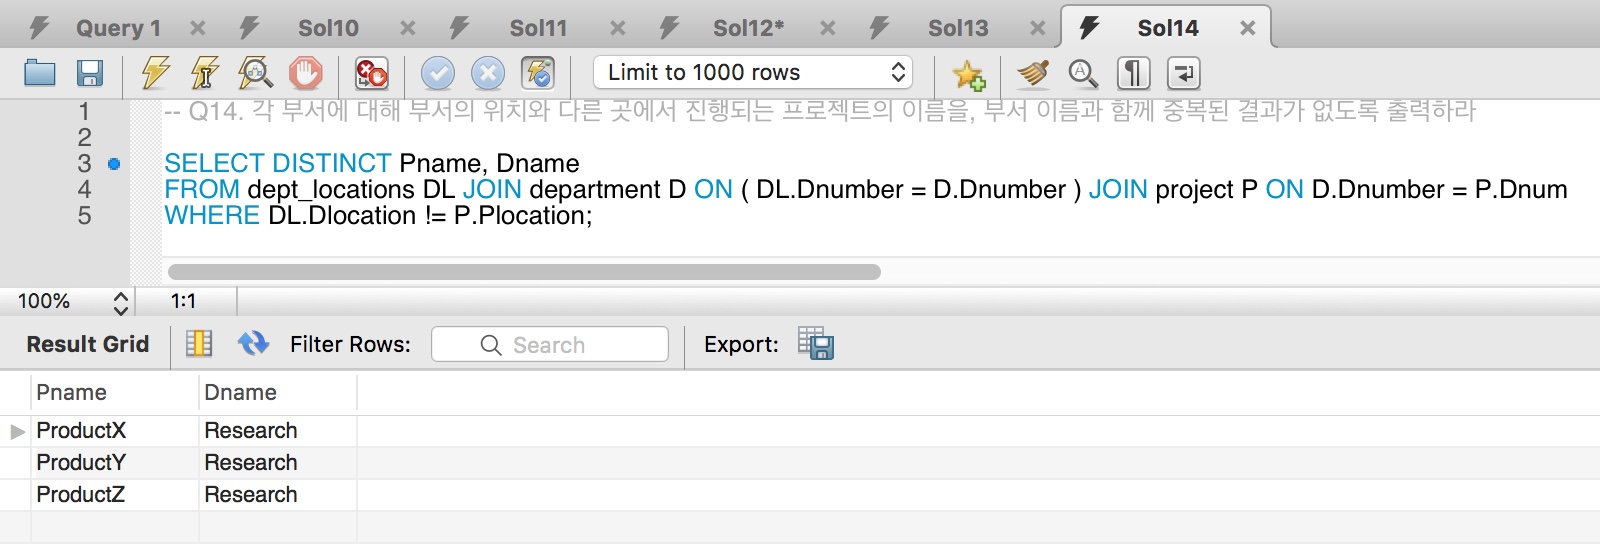 Query 1 Sol10 Sol11 Sol12* Sol13 Sol14
Limit to 1000 rows
1 -- Q14. 각 부서에 대해 부서의 위치와 다른 곳에서 진행되는 프로젝트의 이름을, 부서 이름과 함께 중복된 결과가 없도록 출력하라
2
3 SELECT DISTINCT Pname, Dname
4 FROM dept_locations DL JOIN department D ON ( DL.Dnumber = D.Dnumber ) JOIN project P ON D.Dnumber = P.Dnum
5 WHERE DL.Dlocation != P.Plocation;
100% 1:1
Result Grid Filter Rows: Search Export:
Pname Dname
ProductX Research
ProductY Research
ProductZ Research